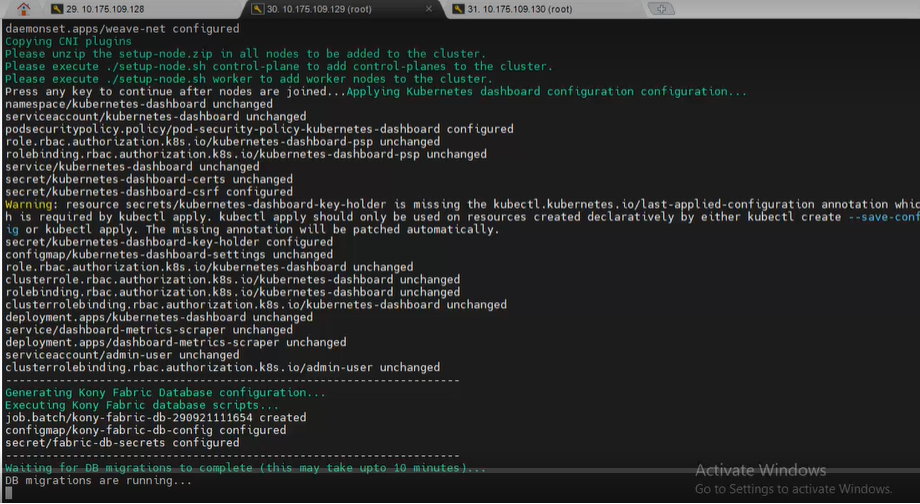 29. 10.175.109.128
30. 10.175.109.129 (root)
31. 10.175.109.130 (root)
daemonset.apps/weave-net configured
Copying CNI plugins
Please unzip the setup-node.zip in all nodes to be added to the cluster.
Please execute ./setup-node.sh control-plane to add control-planes to the cluster.
Please execute ./setup-node.sh worker to add worker nodes to the cluster.
Press any key to continue after nodes are joined...Applying Kubernetes dashboard configuration configuration...
namespace/kubernetes-dashboard unchanged
serviceaccount/kubernetes-dashboard unchanged
podsecuritypolicy.policy/pod-security-policy-kubernetes-dashboard configured
role.rbac.authorization.k8s.io/kubernetes-dashboard-psp unchanged
rolebinding.rbac.authorization.k8s.io/kubernetes-dashboard-psp unchanged
service/kubernetes-dashboard unchanged
secret/kubernetes-dashboard-certs unchanged
secret/kubernetes-dashboard-csrf configured
Warning: resource secrets/kubernetes-dashboard-key-holder is missing the kubectl.kubernetes.io/last-applied-configuration annotation whic
h is required by kubectl apply. kubectl apply should only be used on resources created declaratively by either kubectl create --save-conf
ig or kubectl apply. The missing annotation will be patched automatically.
secret/kubernetes-dashboard-key-holder configured
configmap/kubernetes-dashboard-settings unchanged
role.rbac.authorization.k8s.io/kubernetes-dashboard unchanged
clusterrole.rbac.authorization.k8s.io/kubernetes-dashboard unchanged
rolebinding.rbac.authorization.k8s.io/kubernetes-dashboard unchanged
clusterrolebinding.rbac.authorization.k8s.io/kubernetes-dashboard unchanged
deployment.apps/kubernetes-dashboard unchanged
service/dashboard-metrics-scraper unchanged
deployment.apps/dashboard-metrics-scraper unchanged
serviceaccount/admin-user unchanged
clusterrolebinding.rbac.authorization.k8s.io/admin-user unchanged
--------------------------------------------------------------------
Generating Kony Fabric Database configuration...
Executing Kony Fabric database scripts...
job.batch/kony-fabric-db-290921111654 created
configmap/kony-fabric-db-config configured
secret/fabric-db-secrets configured
--------------------------------------------------------------------
Waiting for DB migrations to complete (this may take upto 10 minutes)...
DB migrations are running...
Activate Windows
Go to Settings to activate Windows.